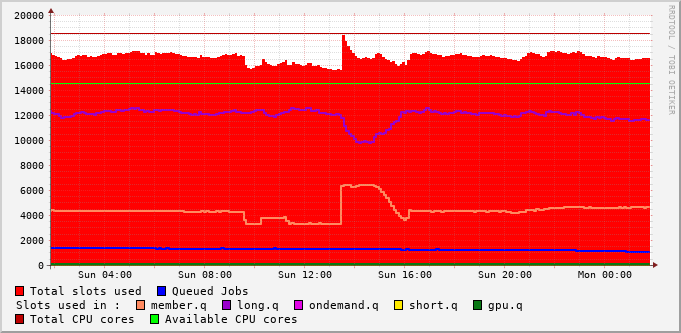 20000
18000
16000
14000
12000
10000
8000
6000
4000
2000
0
Sun 04:00 Sun 08:00 Sun 12:00 Sun 16:00 Sun 20:00 Mon 00:00
Total slots used Queued Jobs
Slots used in : member.q long.q ondemand.q short.q gpu.q
Total CPU cores Available CPU cores
RRDTOOL / TOBI OETIKER